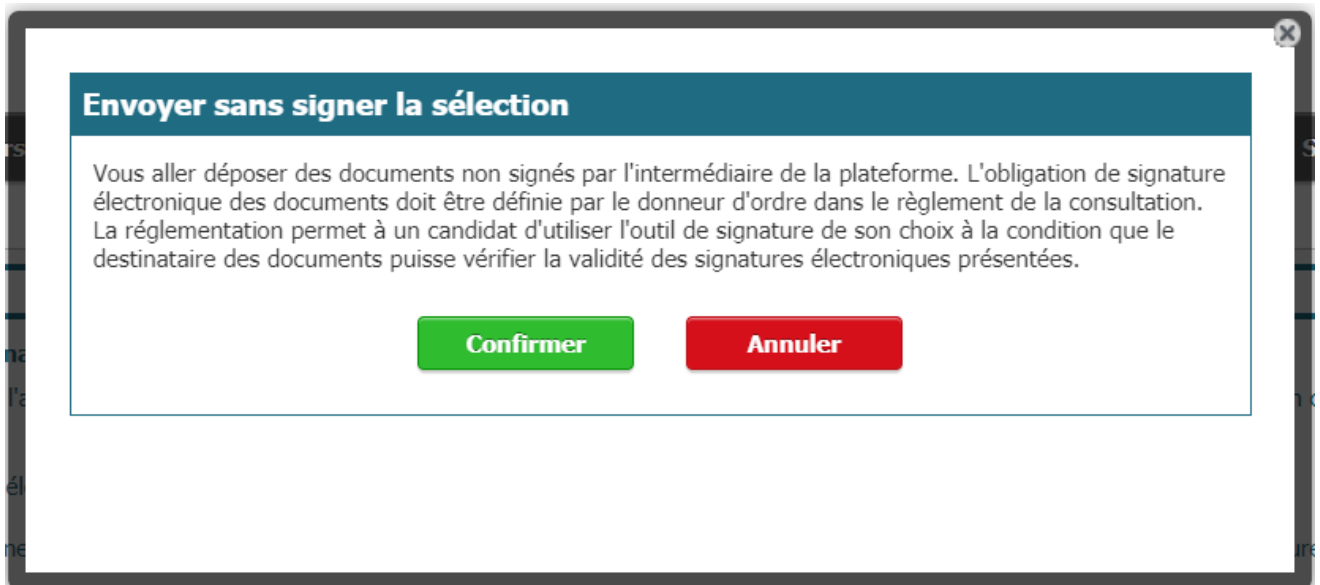 Envoyer sans signer la sélection
Vous aller déposer des documents non signés par l'intermédiaire de la plateforme. L'obligation de signature
électronique des documents doit être définie par le donneur d'ordre dans le règlement de la consultation.
La réglementation permet à un candidat d'utiliser l'outil de signature de son choix à la condition que le
destinataire des documents puisse vérifier la validité des signatures électroniques présentées.
Confirmer
Annuler